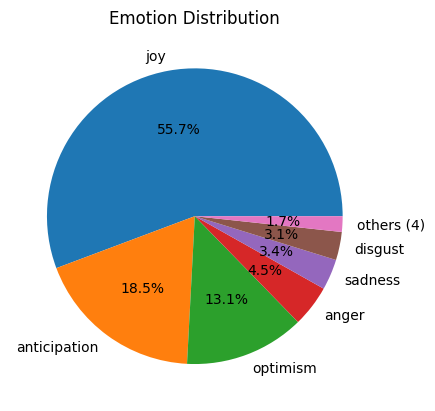 Emotion Distribution
joy
55.7%
1.7%
others (4)
3.1%
disgust
3.4%
sadness
4.5%
18.5%
13.1%
anger
anticipation
optimism